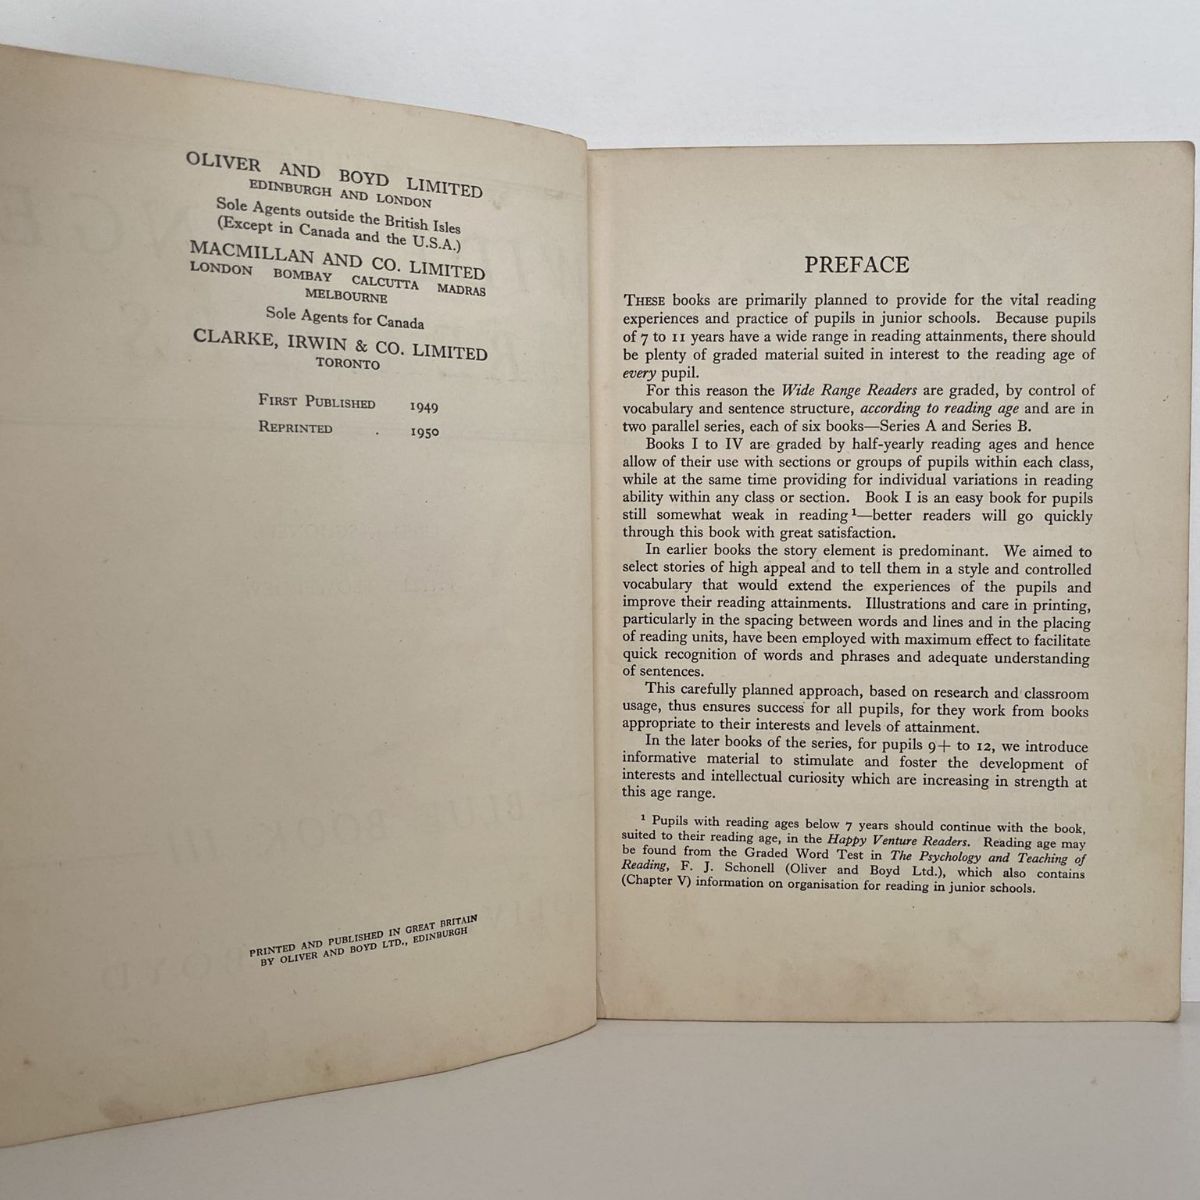 OLIVER AND BOYD LIMITED
EDINBURGH AND LONDON
Sole Agents outside the British Isles
(Except in Canada and the U.S.A.)
MACMILLAN AND CO. LIMITED
LONDON BOMBAY CALCUTTA MADRAS
MELBOURNE
Sole Agents for Canada
CLARKE, IRWIN & CO. LIMITED
TORONTO
FIRST PUBLISHED 1949
REPRINTED . 1950
PRINTED AND PUBLISHED IN GREAT BRITAIN
BY OLIVER AND BOYD LTD., EDINBURGH
PREFACE
THESE books are primarily planned to provide for the vital reading
experiences and practice of pupils in junior schools. Because pupils
of 7 to 11 years have a wide range in reading attainments, there should
be plenty of graded material suited in interest to the reading age of
every pupil.
For this reason the Wide Range Readers are graded, by control of
vocabulary and sentence structure, according to reading age and are in
two parallel series, each of six books—Series A and Series B.
Books I to IV are graded by half-yearly reading ages and hence
allow of their use with sections or groups of pupils within each class,
while at the same time providing for individual variations in reading
ability within any class or section. Book I is an easy book for pupils
still somewhat weak in reading ¹—better readers will go quickly
through this book with great satisfaction.
In earlier books the story element is predominant. We aimed to
select stories of high appeal and to tell them in a style and controlled
vocabulary that would extend the experiences of the pupils and
improve their reading attainments. Illustrations and care in printing,
particularly in the spacing between words and lines and in the placing
of reading units, have been employed with maximum effect to facilitate
quick recognition of words and phrases and adequate understanding
of sentences.
This carefully planned approach, based on research and classroom
usage, thus ensures success for all pupils, for they work from books
appropriate to their interests and levels of attainment.
In the later books of the series, for pupils 9+ to 12, we introduce
informative material to stimulate and foster the development of
interests and intellectual curiosity which are increasing in strength at
this age range.
¹ Pupils with reading ages below 7 years should continue with the book,
suited to their reading age, in the Happy Venture Readers. Reading age may
be found from the Graded Word Test in The Psychology and Teaching of
Reading, F. J. Schonell (Oliver and Boyd Ltd.), which also contains
(Chapter V) information on organisation for reading in junior schools.